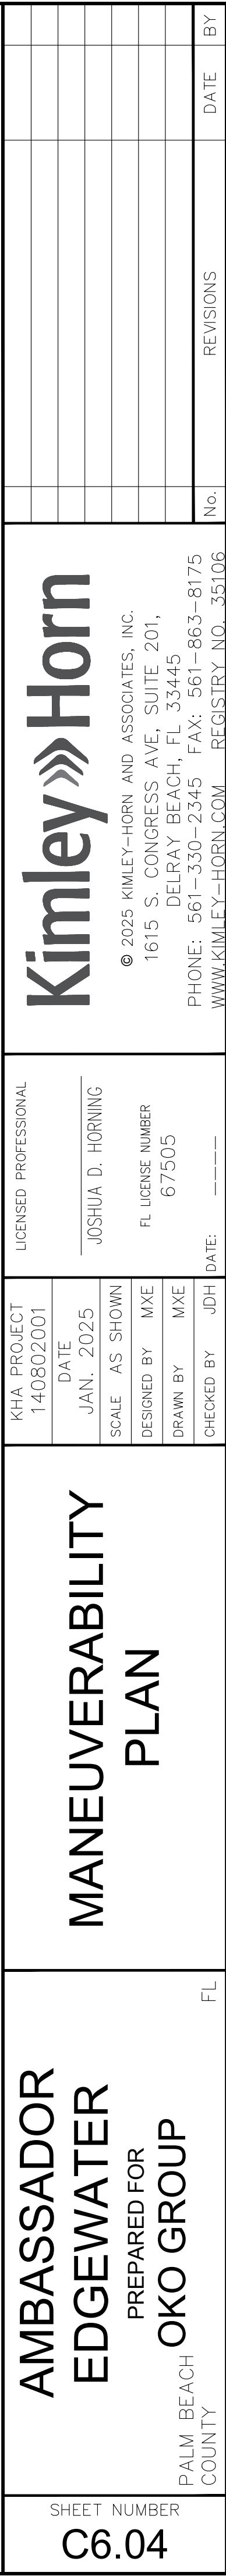 No.
REVISIONS
DATE
BY
Kimley»Horn
© 2025 KIMLEY-HORN AND ASSOCIATES, INC.
1615 S. CONGRESS AVE, SUITE 201,
DELRAY BEACH, FL 33445
PHONE: 561-330-2345 FAX: 561-863-8175
WWW.KIMLEY-HORN.COM REGISTRY NO. 35106
LICENSED PROFESSIONAL
JOSHUA D. HORNING
FL LICENSE NUMBER
67505
DATE: ____
KHA PROJECT
140802001
DATE
JAN. 2025
SCALE AS SHOWN
DESIGNED BY MXE
DRAWN BY MXE
CHECKED BY JDH
MANEUVERABILITY
PLAN
AMBASSADOR
EDGEWATER
PREPARED FOR
OKO GROUP
PALM BEACH
COUNTY
FL
SHEET NUMBER
C6.04